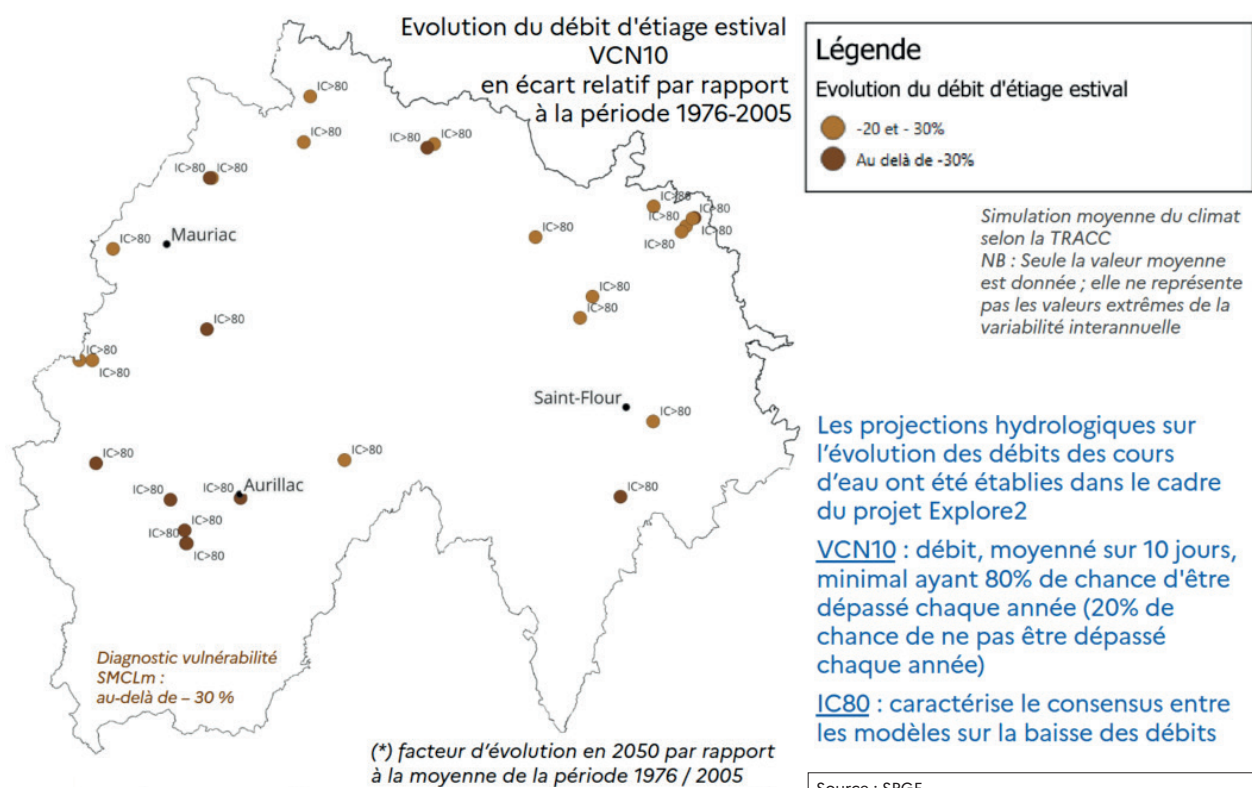 Evolution du débit d'étiage estival
VCN10
en écart relatif par rapport
à la période 1976-2005
Légende
Evolution du débit d'étiage estival
-20 et - 30%
Au delà de -30%
Simulation moyenne du climat
selon la TRACC
NB : Seule la valeur moyenne
est donnée ; elle ne représente
pas les valeurs extrêmes de la
variabilité interannuelle
IC>80
IC>80
IC>80 IC>80
IC>80 IC>80
IC>80
IC>80 IC>80
IC>80
IC>80
IC>80
Mauriac
IC>80
IC>80
IC>80
IC>80
IC>80
IC>80
Saint-Flour
IC>80
IC>80
IC>80
IC>80
IC>80
Aurillac
IC>80
IC>80
IC>80
IC>80
IC>80
Diagnostic vulnérabilité
SMCLm :
au-delà de – 30 %
(*) facteur d'évolution en 2050 par rapport
à la moyenne de la période 1976 / 2005
Les projections hydrologiques sur
l'évolution des débits des cours
d'eau ont été établies dans le cadre
du projet Explore2
VCN10 : débit, moyenné sur 10 jours,
minimal ayant 80% de chance d'être
dépassé chaque année (20% de
chance de ne pas être dépassé
chaque année)
IC80 : caractérise le consensus entre
les modèles sur la baisse des débits